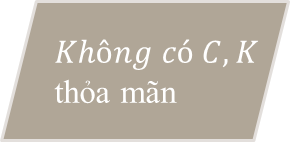 Không có C, K
thỏa mãn